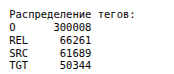 Распределение тегов:
O      300008
REL     66261
SRC     61689
TGT     50344